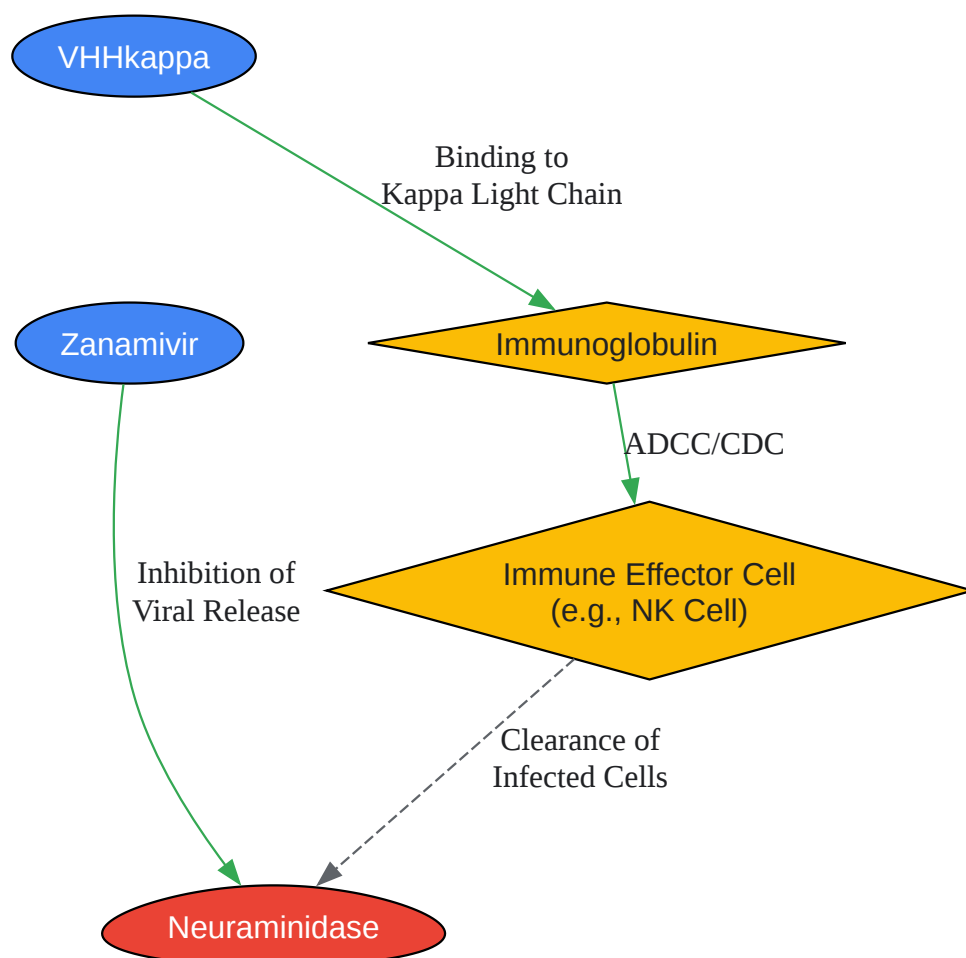 VHHkappa
Binding to
Kappa Light Chain
Zanamivir
Immunoglobulin
ADCC/CDC
Inhibition of
Viral Release
Immune Effector Cell
(e.g., NK Cell)
Clearance of
Infected Cells
Neuraminidase